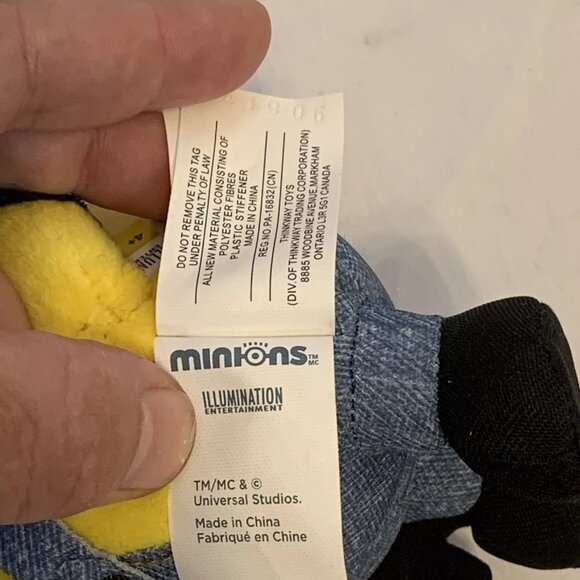 DO NOT REMOVE THIS TAG
UNDER PENALTY OF LAW
ALL NEW MATERIAL CONSISTING OF
POLYESTER FIBRES
PLASTIC STIFFENER
MADE IN CHINA
REG.NO.PA-16832(CN)
THINKWAY TOYS
(DIV.OF THINKWAY TRADING CORPORATION)
8885 WOODBINE AVENUE,MARKHAM
ONTARIO L3R 5G1 CANADA
MINIONS TM
MC
ILLUMINATION
ENTERTAINMENT
TM/MC & ©
Universal Studios.
Made in China
Fabriqué en Chine